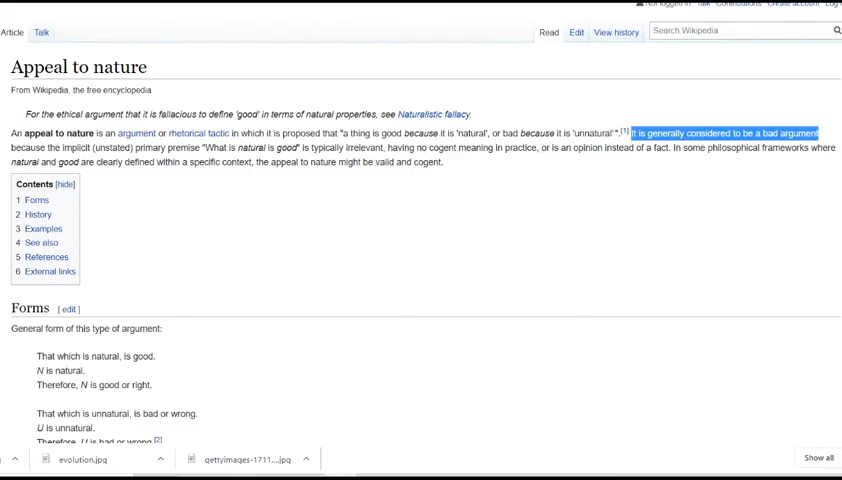 Not logged in Talk Contributions Create account Log
Article Talk Read Edit View history Search Wikipedia
Appeal to nature
From Wikipedia, the free encyclopedia
For the ethical argument that it is fallacious to define 'good' in terms of natural properties, see Naturalistic fallacy.
An appeal to nature is an argument or rhetorical tactic in which it is proposed that "a thing is good because it is 'natural', or bad because it is 'unnatural'".[1] It is generally considered to be a bad argument
because the implicit (unstated) primary premise "What is natural is good" is typically irrelevant, having no cogent meaning in practice, or is an opinion instead of a fact. In some philosophical frameworks where
natural and good are clearly defined within a specific context, the appeal to nature might be valid and cogent.
Contents [hide]
1 Forms
2 History
3 Examples
4 See also
5 References
6 External links
Forms [ edit ]
General form of this type of argument:
That which is natural, is good.
N is natural.
Therefore, N is good or right.
That which is unnatural, is bad or wrong.
U is unnatural.
Therefore, U is bad or wrong.[2]
evolution.jpg gettyimages-1711....jpg Show all